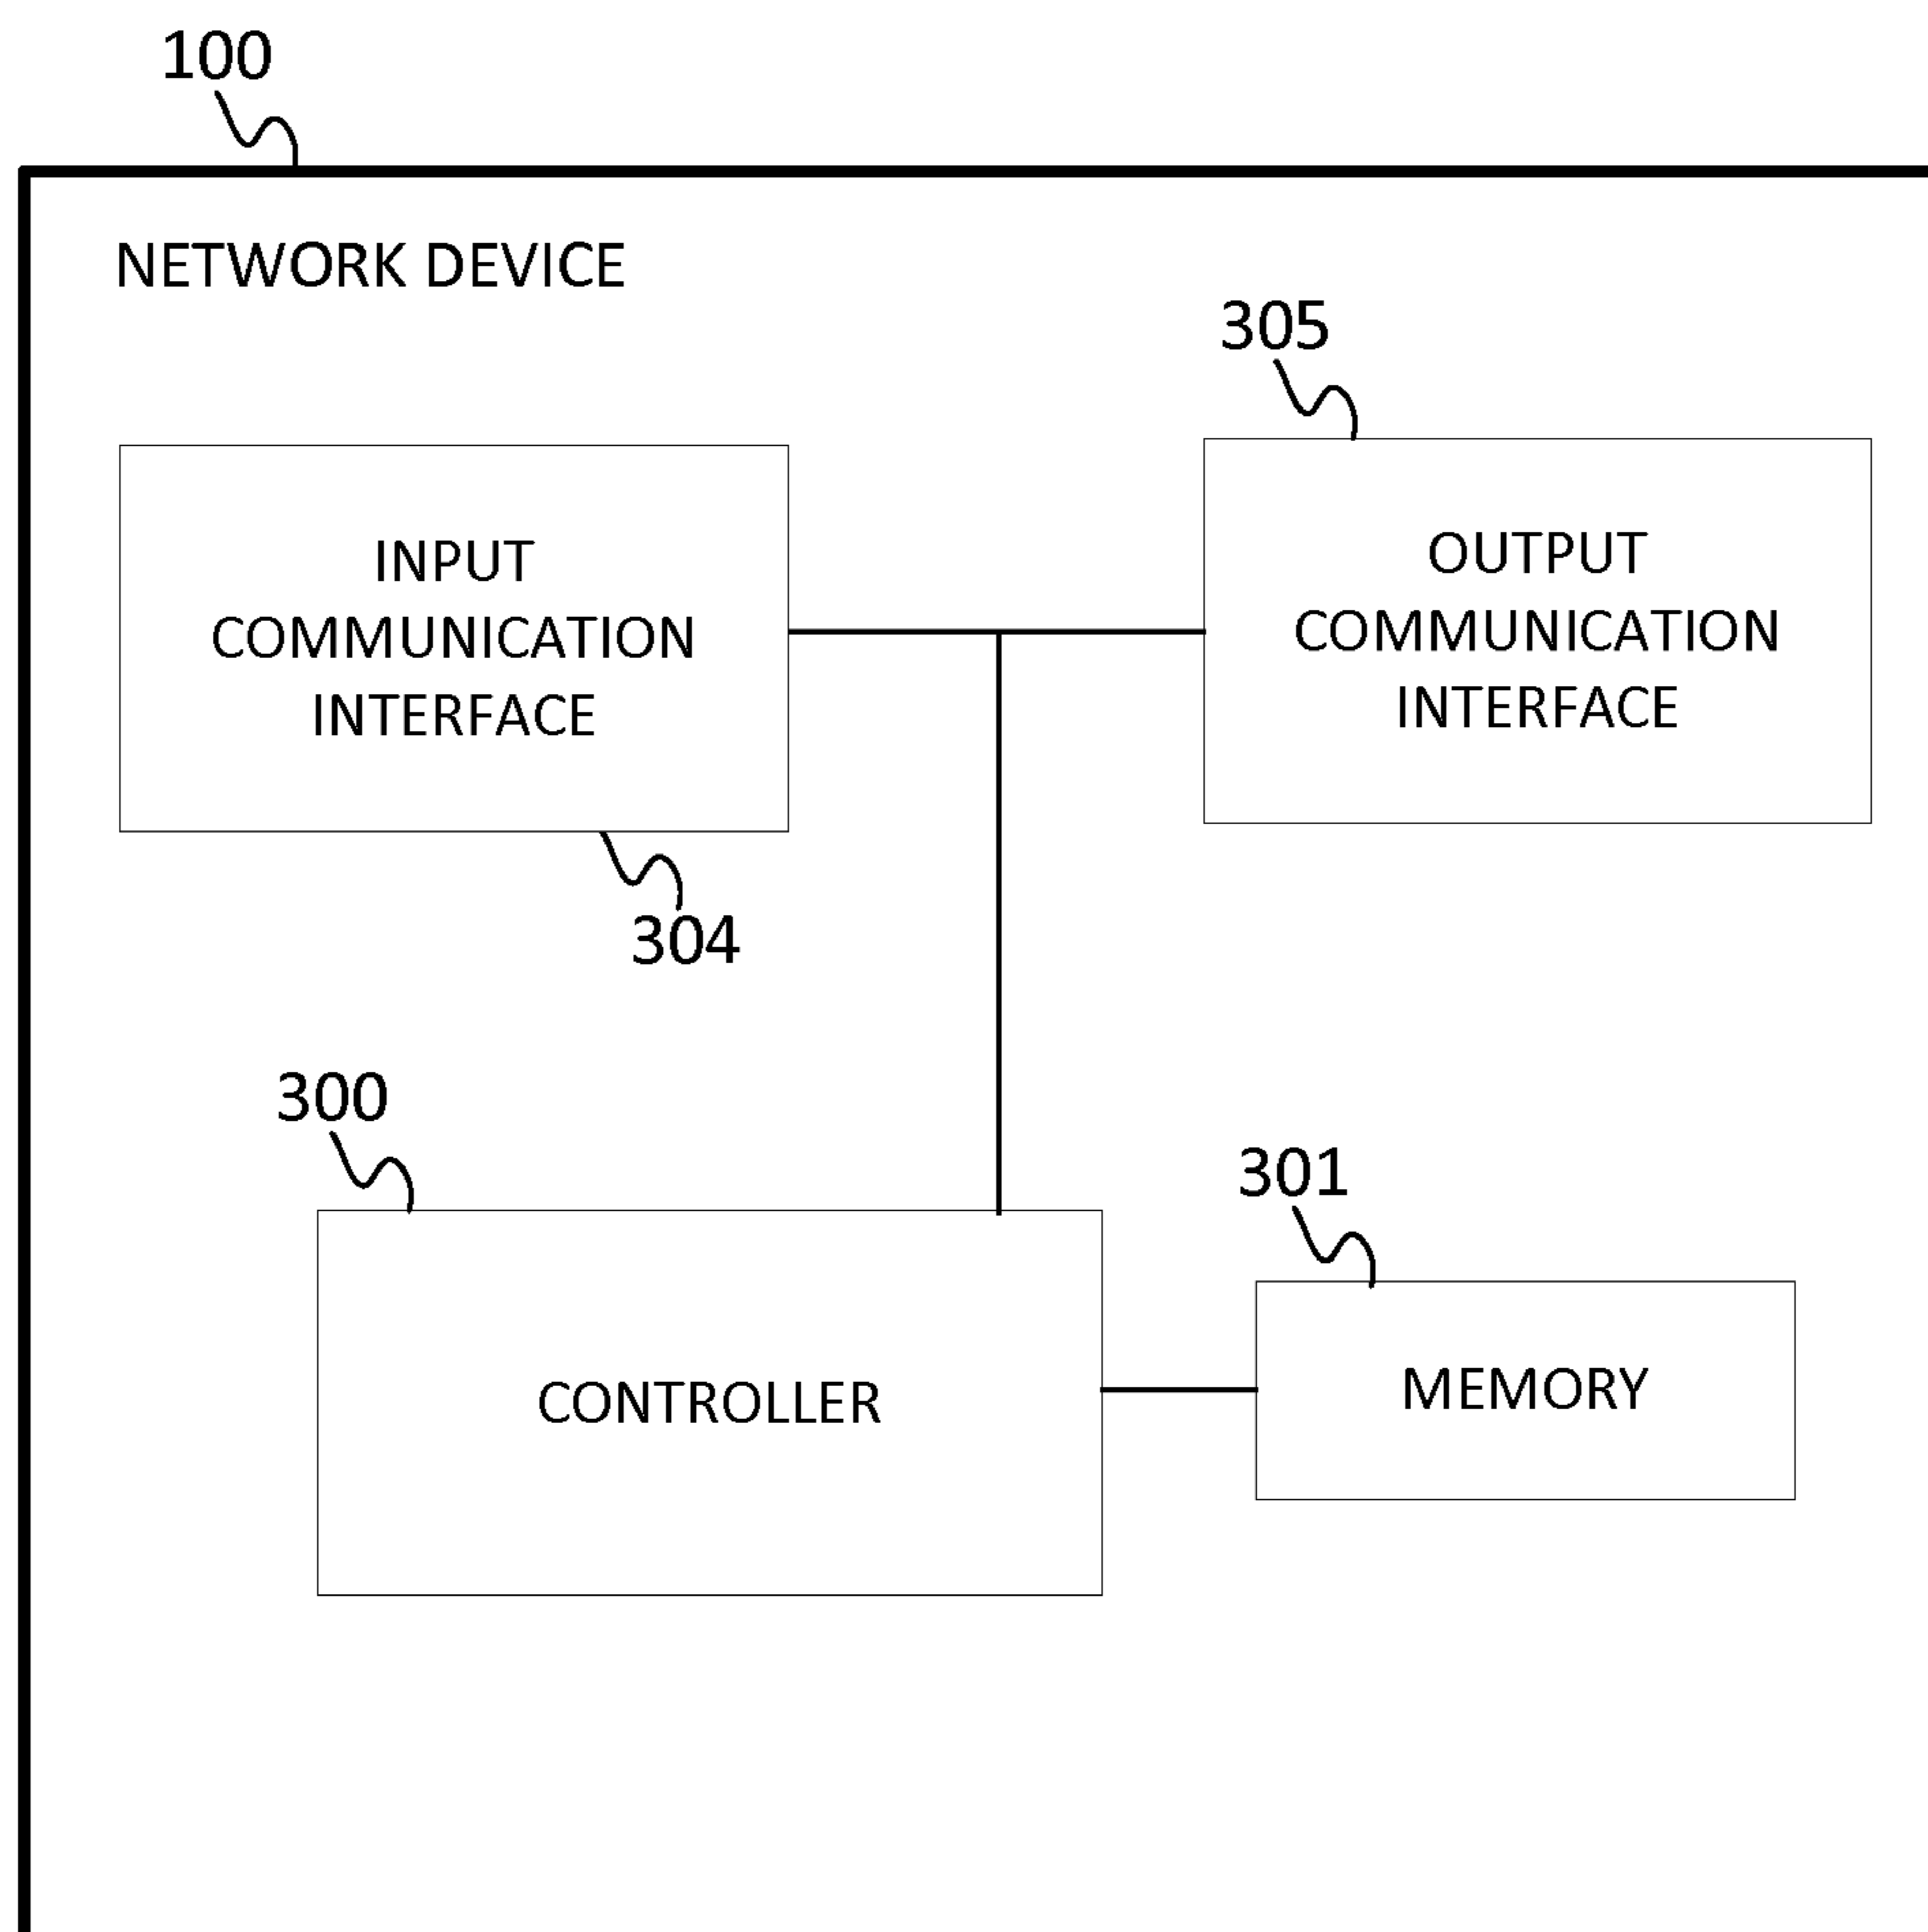 100
NETWORK DEVICE
305
INPUT
COMMUNICATION
INTERFACE
OUTPUT
COMMUNICATION
INTERFACE
304
300
301
CONTROLLER
MEMORY